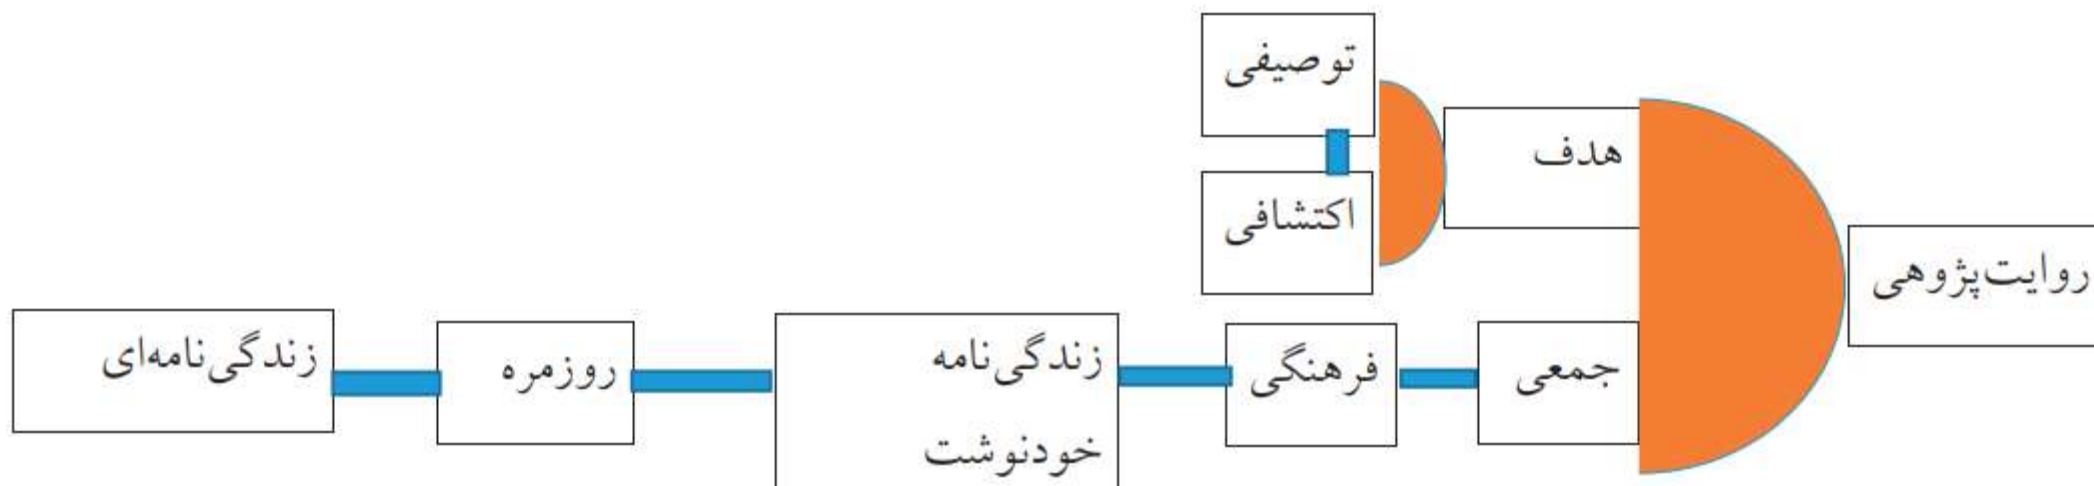 توصیفی
هدف
اکتشافی
روایت‌پژوهی
جمعی
فرهنگی
زندگی‌نامه
خودنوشت
روزمره
زندگی‌نامه‌ای